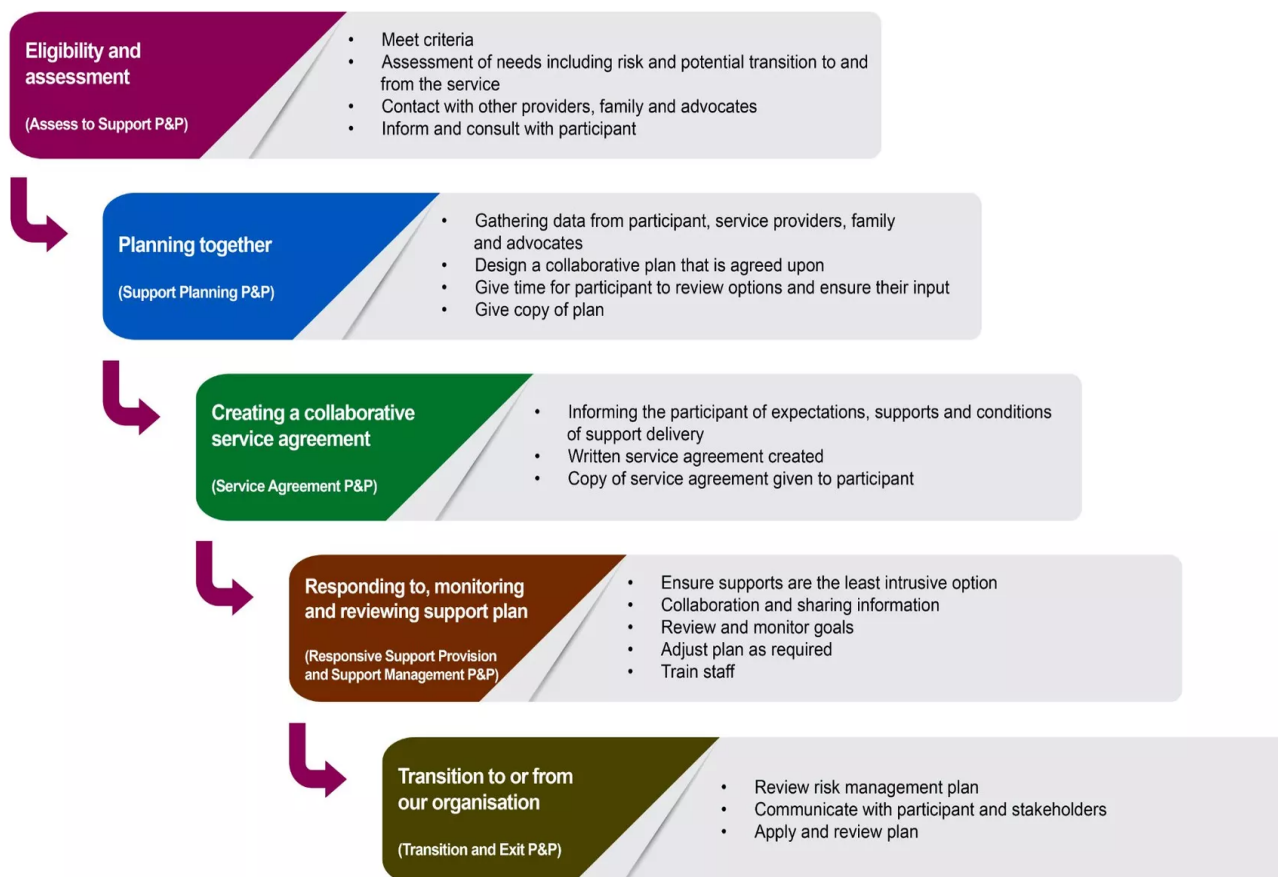 Eligibility and
assessment
(Assess to Support P&P)
• Meet criteria
• Assessment of needs including risk and potential transition to and
from the service
• Contact with other providers, family and advocates
• Inform and consult with participant
Planning together
(Support Planning P&P)
• Gathering data from participant, service providers, family
and advocates
• Design a collaborative plan that is agreed upon
• Give time for participant to review options and ensure their input
• Give copy of plan
Creating a collaborative
service agreement
(Service Agreement P&P)
• Informing the participant of expectations, supports and conditions
of support delivery
• Written service agreement created
• Copy of service agreement given to participant
Responding to, monitoring
and reviewing support plan
(Responsive Support Provision
and Support Management P&P)
• Ensure supports are the least intrusive option
• Collaboration and sharing information
• Review and monitor goals
• Adjust plan as required
• Train staff
Transition to or from
our organisation
(Transition and Exit P&P)
• Review risk management plan
• Communicate with participant and stakeholders
• Apply and review plan